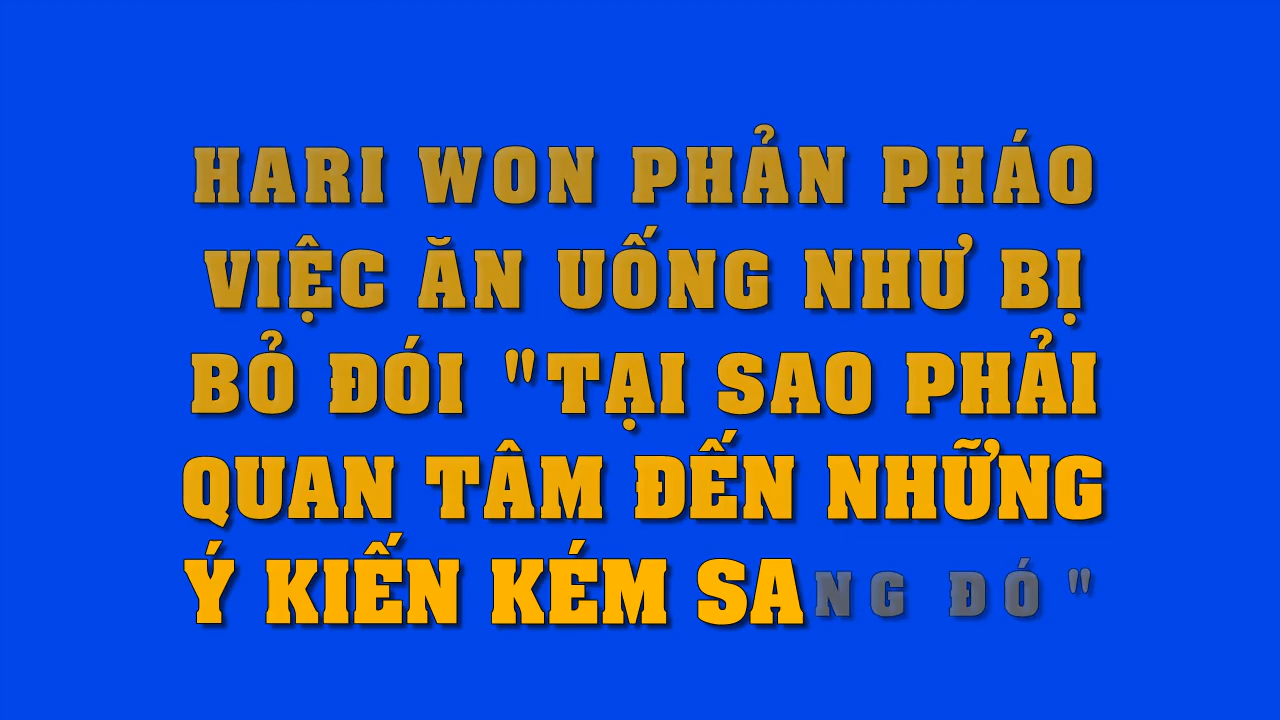 HARI WON PHẢN PHÁO
VIỆC ĂN UỐNG NHƯ BỊ
BỎ ĐÓI "TẠI SAO PHẢI
QUAN TÂM ĐẾN NHỮNG
Ý KIẾN KÉM SANG ĐÓ"